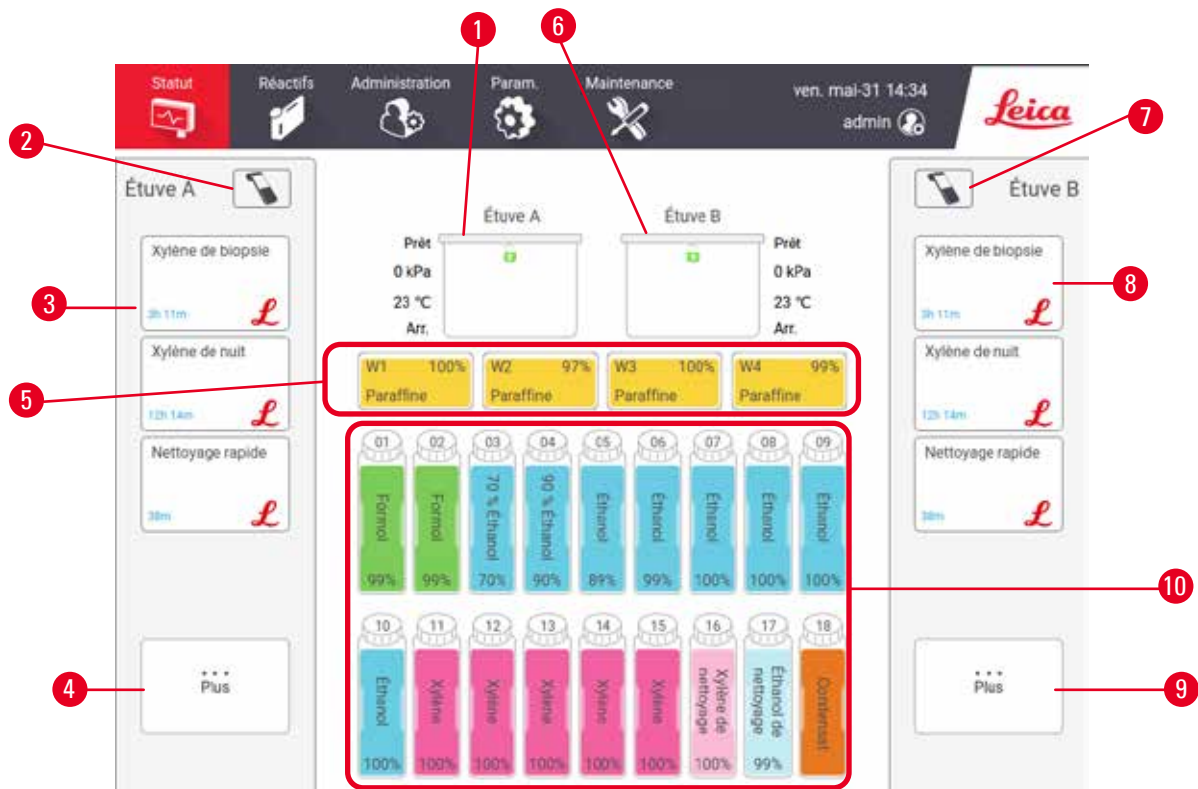 1
6
Statut
Réactifs
Administration
Param.
Maintenance
ven. mai-31 14:34
admin
Leica
7
2
Étuve A
Étuve B
Étuve A
Étuve B
Prêt
0 kPa
23 °C
Arr.
Prêt
0 kPa
23 °C
Arr.
3
Xylène de biopsie
3h 11m
Xylène de nuit
12h 14m
Nettoyage rapide
38m
8
Xylène de biopsie
3h 11m
Xylène de nuit
12h 14m
Nettoyage rapide
38m
5
W1 100%
Paraffine
W2 97%
Paraffine
W3 100%
Paraffine
W4 99%
Paraffine
01 02 03 04 05 06 07 08 09
Formol
Formol
70 % Éthanol
90 % Éthanol
Éthanol
Éthanol
Éthanol
Éthanol
Éthanol
99% 99% 70% 90% 89% 99% 100% 100% 100%
10
10 11 12 13 14 15 16 17 18
Éthanol
Xylène
Xylène
Xylène
Xylène
Xylène
Xylène de
nettoyage
Éthanol de
nettoyage
Condensat
100% 100% 100% 100% 100% 100% 100% 99%
4
...
Plus
...
Plus
9